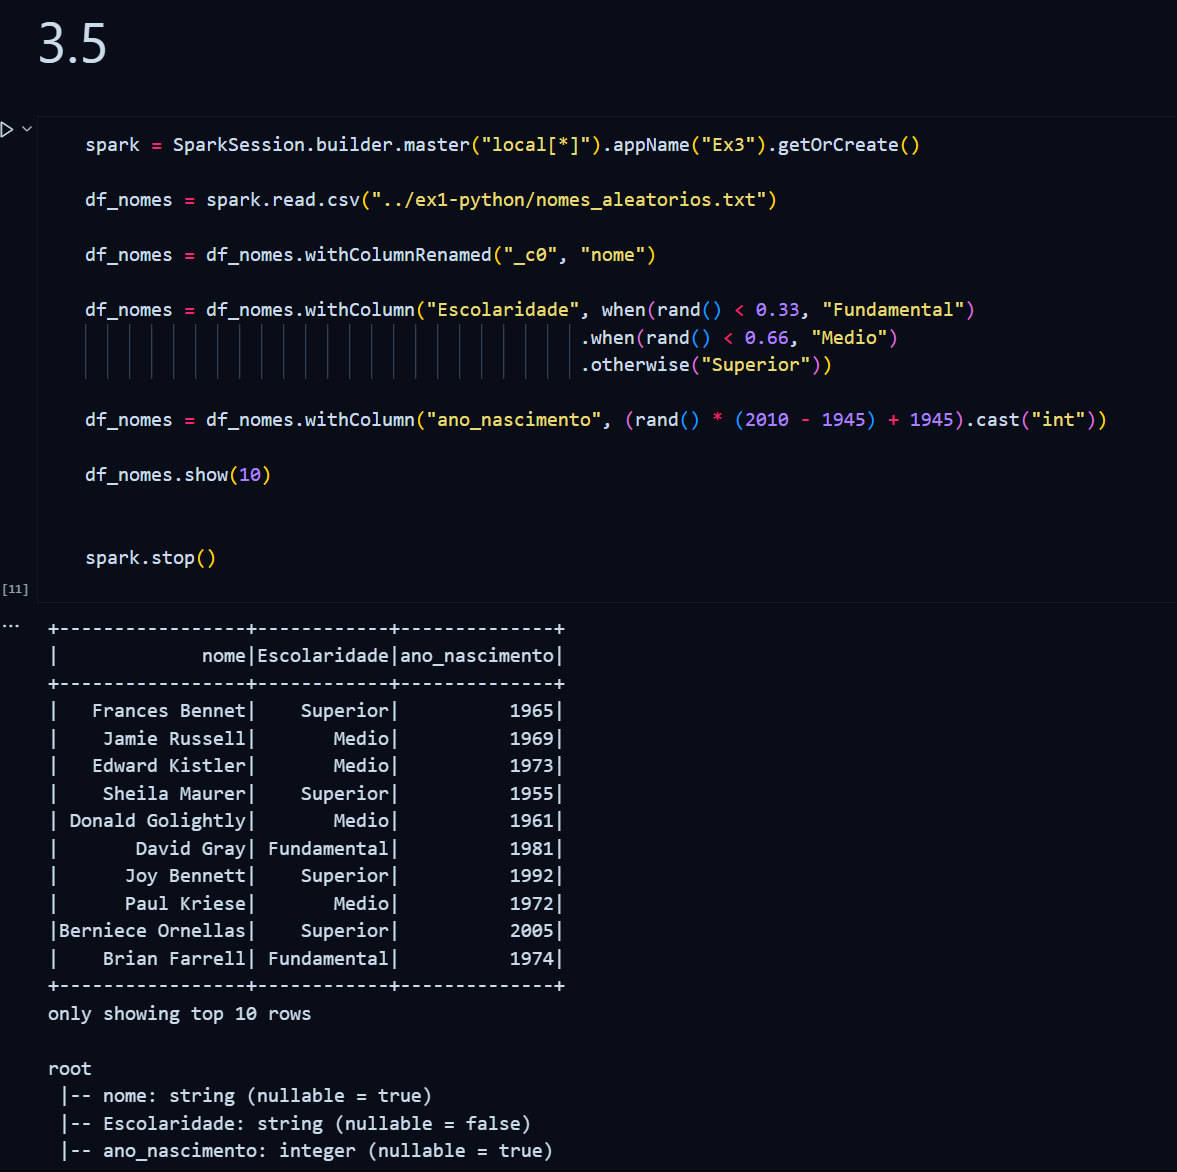 3.5
spark = SparkSession.builder.master("local[*]").appName("Ex3").getOrCreate()
df_nomes = spark.read.csv("../ex1-python/nomes_aleatorios.txt")
df_nomes = df_nomes.withColumnRenamed("_c0", "nome")
df_nomes = df_nomes.withColumn("Escolaridade", when(rand() < 0.33, "Fundamental")
.when(rand() < 0.66, "Medio")
.otherwise("Superior"))
df_nomes = df_nomes.withColumn("ano_nascimento", (rand() * (2010 - 1945) + 1945).cast("int"))
df_nomes.show(10)
spark.stop()
[11]
...
+-----------------+------------+--------------+
|             nome|Escolaridade|ano_nascimento|
+-----------------+------------+--------------+
|   Frances Bennet|    Superior|          1965|
|    Jamie Russell|       Medio|          1969|
|   Edward Kistler|       Medio|          1973|
|    Sheila Maurer|    Superior|          1955|
| Donald Golightly|       Medio|          1961|
|       David Gray| Fundamental|          1981|
|      Joy Bennett|    Superior|          1992|
|      Paul Kriese|       Medio|          1972|
|Berniece Ornellas|    Superior|          2005|
|    Brian Farrell| Fundamental|          1974|
+-----------------+------------+--------------+
only showing top 10 rows
root
|-- nome: string (nullable = true)
|-- Escolaridade: string (nullable = false)
|-- ano_nascimento: integer (nullable = true)